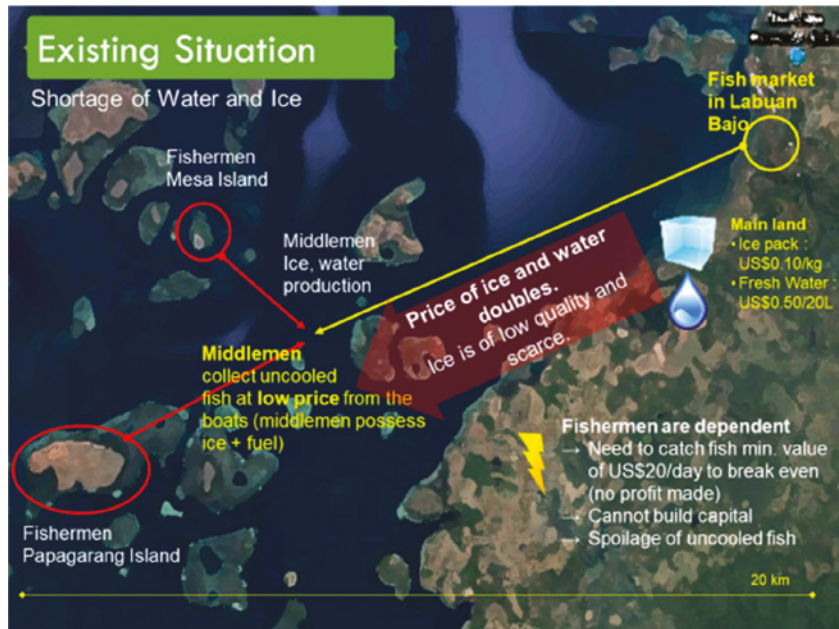 Existing Situation
Shortage of Water and Ice
Fish market
in Labuan
Bajo
Fishermen
Mesa Island
Middlemen
Ice, water
production
Main land
• Ice pack :
US$0.10/kg
• Fresh Water :
US$0.50/20L
Price of ice and water
doubles.
Ice is of low quality and
scarce.
Middlemen
collect uncooled
fish at low price from the
boats (middlemen possess
ice + fuel)
Fishermen are dependent
→ Need to catch fish min. value
of US$20/day to break even
(no profit made)
→ Cannot build capital
→ Spoilage of uncooled fish
Fishermen
Papagarang Island
20 km